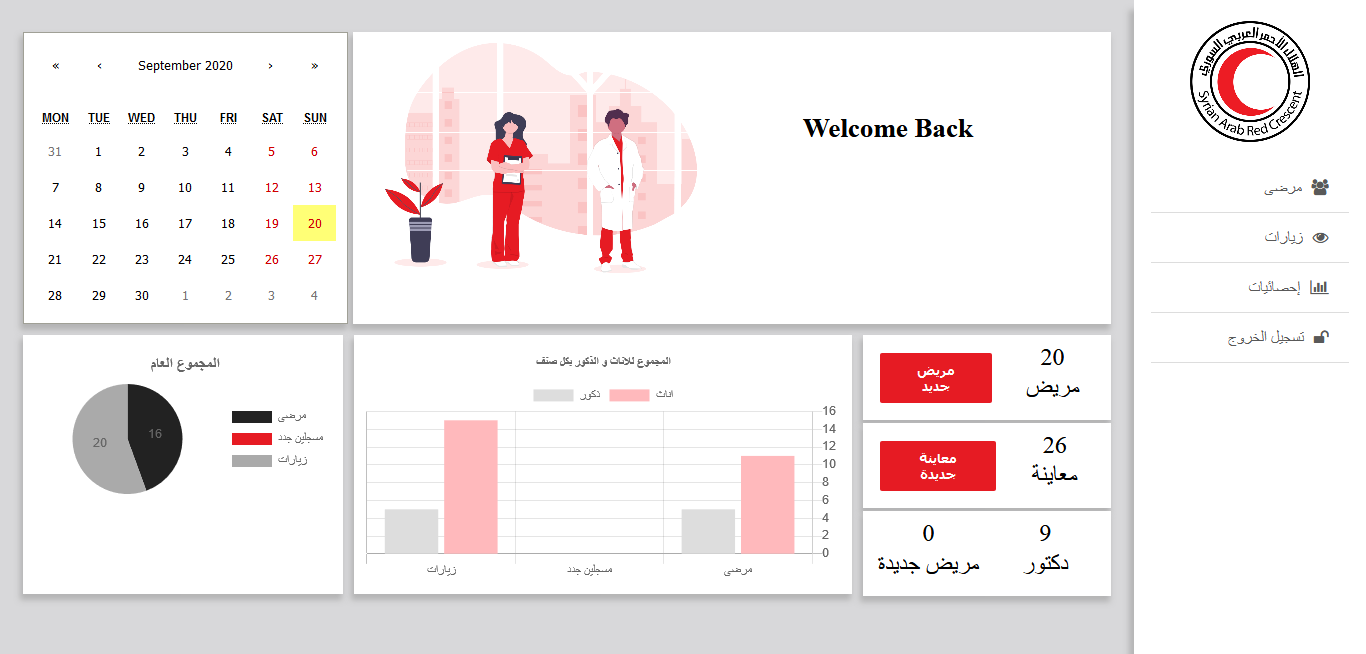 « ‹ September 2020 › »
MON TUE WED THU FRI SAT SUN
31 1 2 3 4 5 6
7 8 9 10 11 12 13
14 15 16 17 18 19 20
21 22 23 24 25 26 27
28 29 30 1 2 3 4
Welcome Back
الهلال الأحمر العربي السوري
Syrian Arab Red Crescent
مرضى
زيارات
إحصائيات
تسجيل الخروج
المجموع العام
مرضى
مسجلين جدد
زيارات
20
16
المجموع للاناث و الذكور بكل صنف
اناث
ذكور
16
14
12
10
8
6
4
2
0
زيارات
مسجلين جدد
مرضى
20
مريض
مريض
جديد
26
معاينة
معاينة
جديدة
9
دكتور
0
مريض جديدة